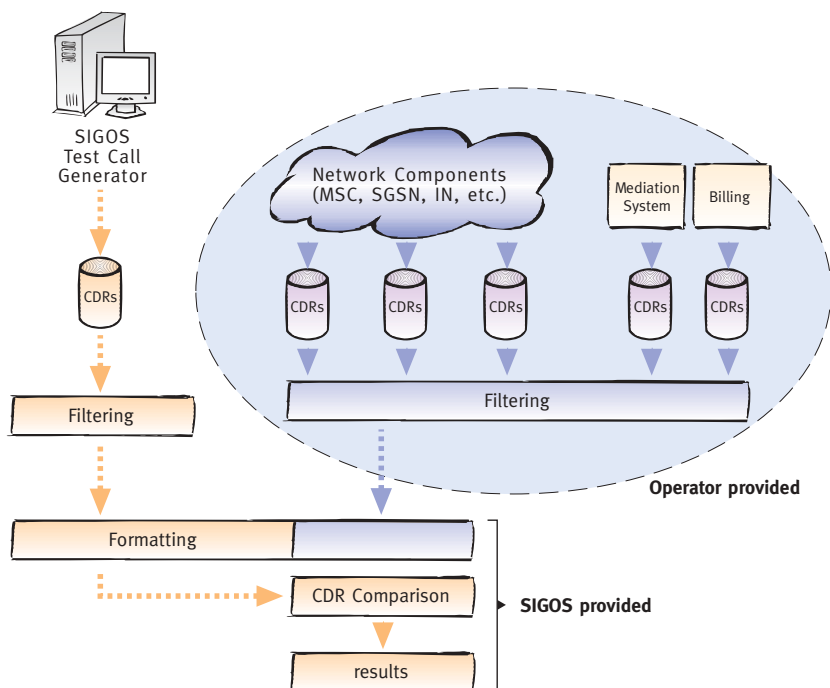 SIGOS
Test Call
Generator
Network Components
(MSC, SGSN, IN, etc.)
Mediation
System
Billing
CDRs
CDRs
CDRs
CDRs
CDRs
CDRs
Filtering
Filtering
Operator provided
Formatting
CDR Comparison
SIGOS provided
results